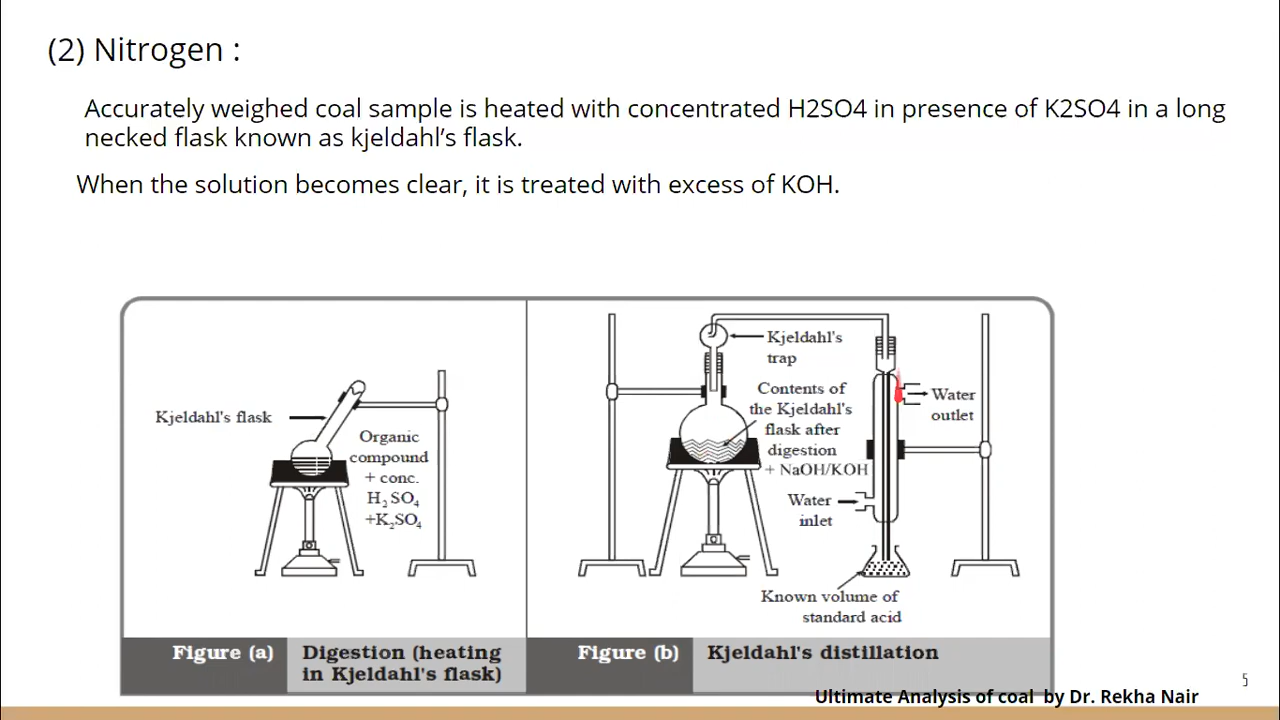 (2) Nitrogen :
Accurately weighed coal sample is heated with concentrated H2SO4 in presence of K2SO4 in a long
necked flask known as kjeldahl’s flask.
When the solution becomes clear, it is treated with excess of KOH.
Kjeldahl's flask
Organic
compound
+ conc.
H₂SO₄
+K₂SO₄
Kjeldahl's
trap
Contents of
the Kjeldahl's
flask after
digestion
+ NaOH/KOH
Water
outlet
Water
inlet
Known volume of
standard acid
Figure (a)
Digestion (heating
in Kjeldahl's flask)
Figure (b)
Kjeldahl's distillation
5
Ultimate Analysis of coal by Dr. Rekha Nair